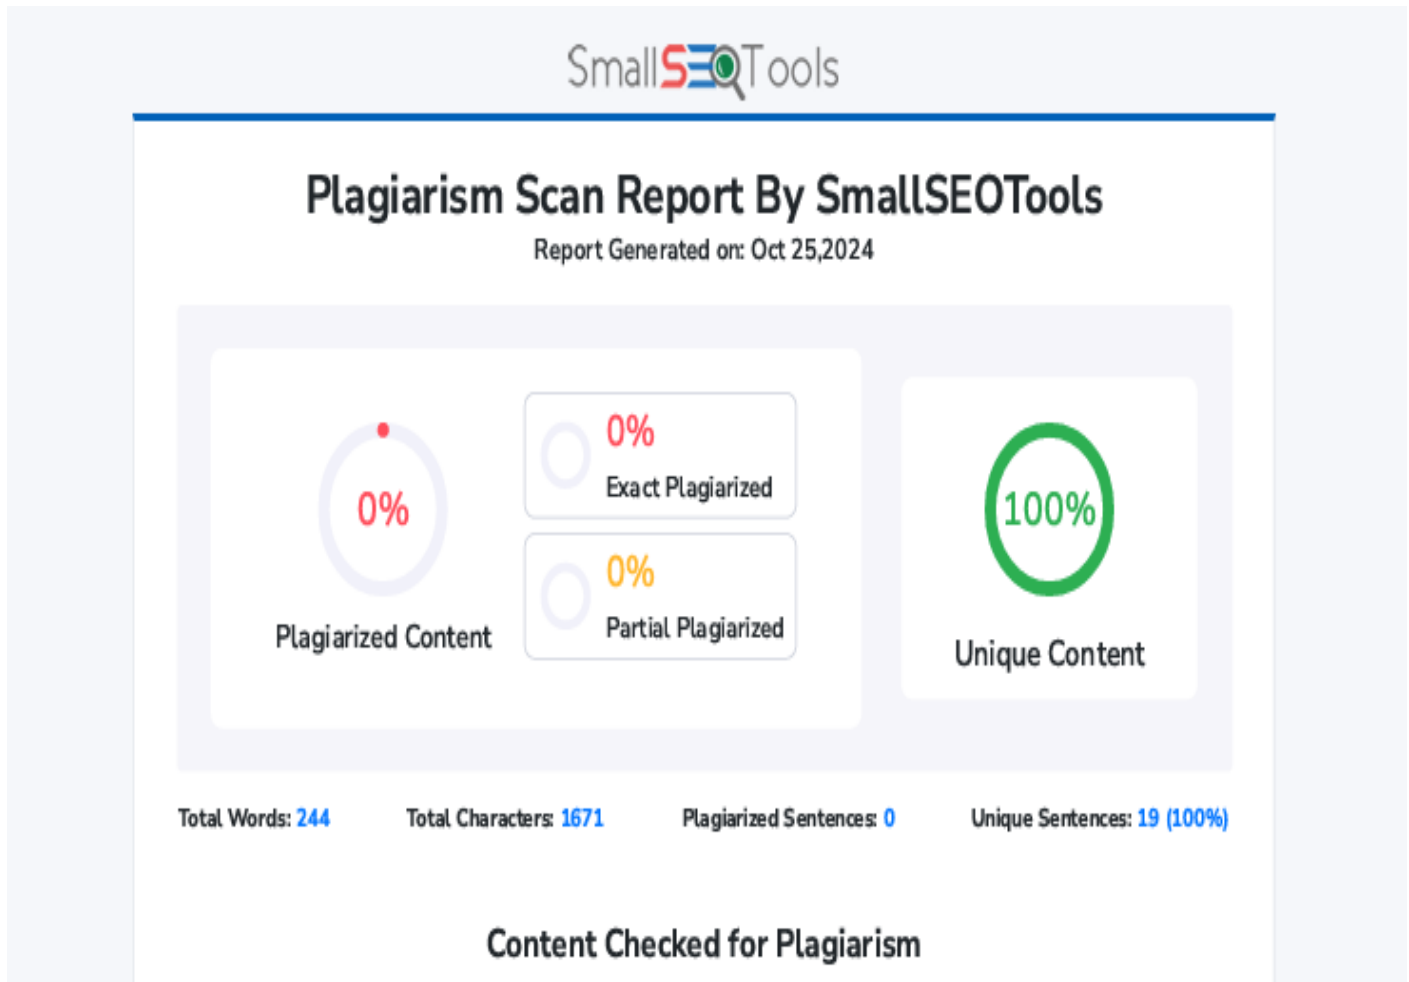 SmallSEOTools
Plagiarism Scan Report By SmallSEOTools
Report Generated on: Oct 25,2024
0%
Plagiarized Content
0%
Exact Plagiarized
0%
Partial Plagiarized
100%
Unique Content
Total Words: 244 Total Characters: 1671 Plagiarized Sentences: 0 Unique Sentences: 19 (100%)
Content Checked for Plagiarism